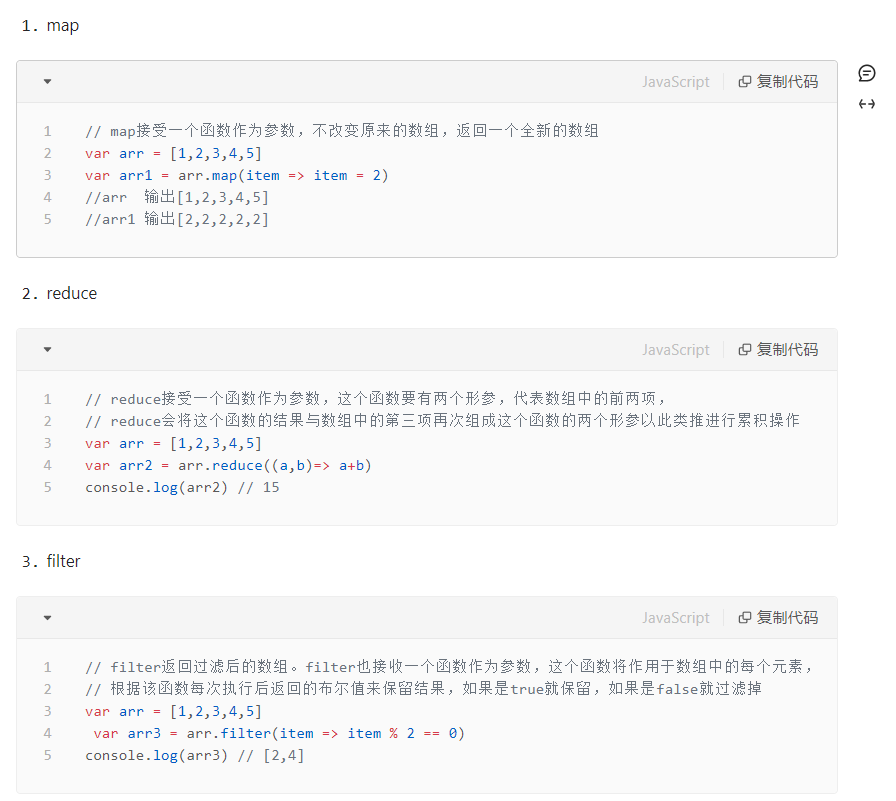 1. map
JavaScript 复制代码
1 // map接受一个函数作为参数，不改变原来的数组，返回一个全新的数组
2 var arr = [1,2,3,4,5]
3 var arr1 = arr.map(item => item = 2)
4 //arr  输出[1,2,3,4,5]
5 //arr1 输出[2,2,2,2,2]
2. reduce
JavaScript 复制代码
1 // reduce接受一个函数作为参数，这个函数要有两个形参，代表数组中的前两项，
2 // reduce会将这个函数的结果与数组中的第三项再次组成这个函数的两个形参以此类推进行累积操作
3 var arr = [1,2,3,4,5]
4 var arr2 = arr.reduce((a,b)=> a+b)
5 console.log(arr2) // 15
3. filter
JavaScript 复制代码
1 // filter返回过滤后的数组。filter也接收一个函数作为参数，这个函数将作用于数组中的每个元素，
2 // 根据该函数每次执行后返回的布尔值来保留结果，如果是true就保留，如果是false就过滤掉
3 var arr = [1,2,3,4,5]
4  var arr3 = arr.filter(item => item % 2 == 0)
5 console.log(arr3) // [2,4]